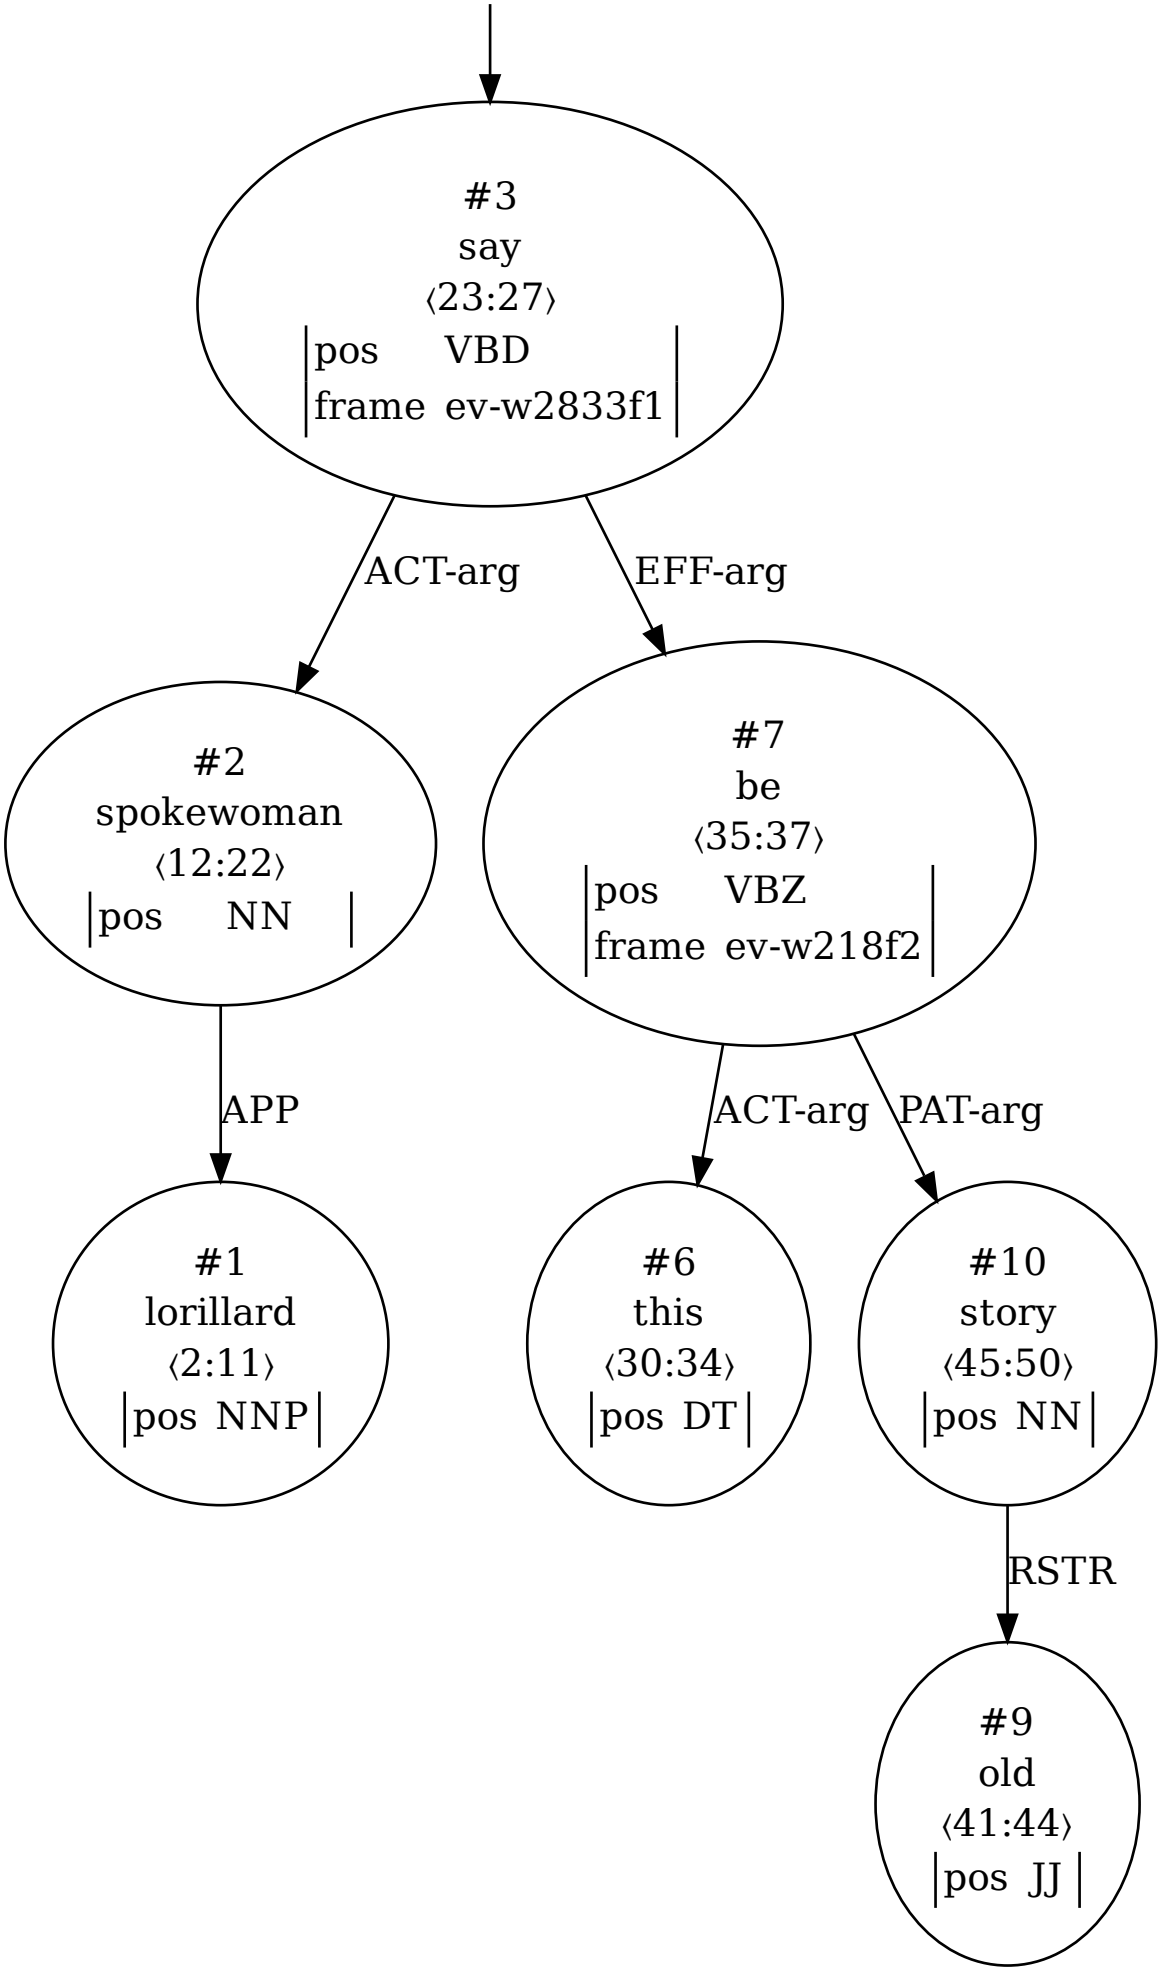 #3
say
⟨23:27⟩
pos VBD
frame ev-w2833f1
ACT-arg
EFF-arg
#2
spokewoman
⟨12:22⟩
pos NN
#7
be
⟨35:37⟩
pos VBZ
frame ev-w218f2
APP
ACT-arg
PAT-arg
#1
lorillard
⟨2:11⟩
pos NNP
#6
this
⟨30:34⟩
pos DT
#10
story
⟨45:50⟩
pos NN
RSTR
#9
old
⟨41:44⟩
pos JJ